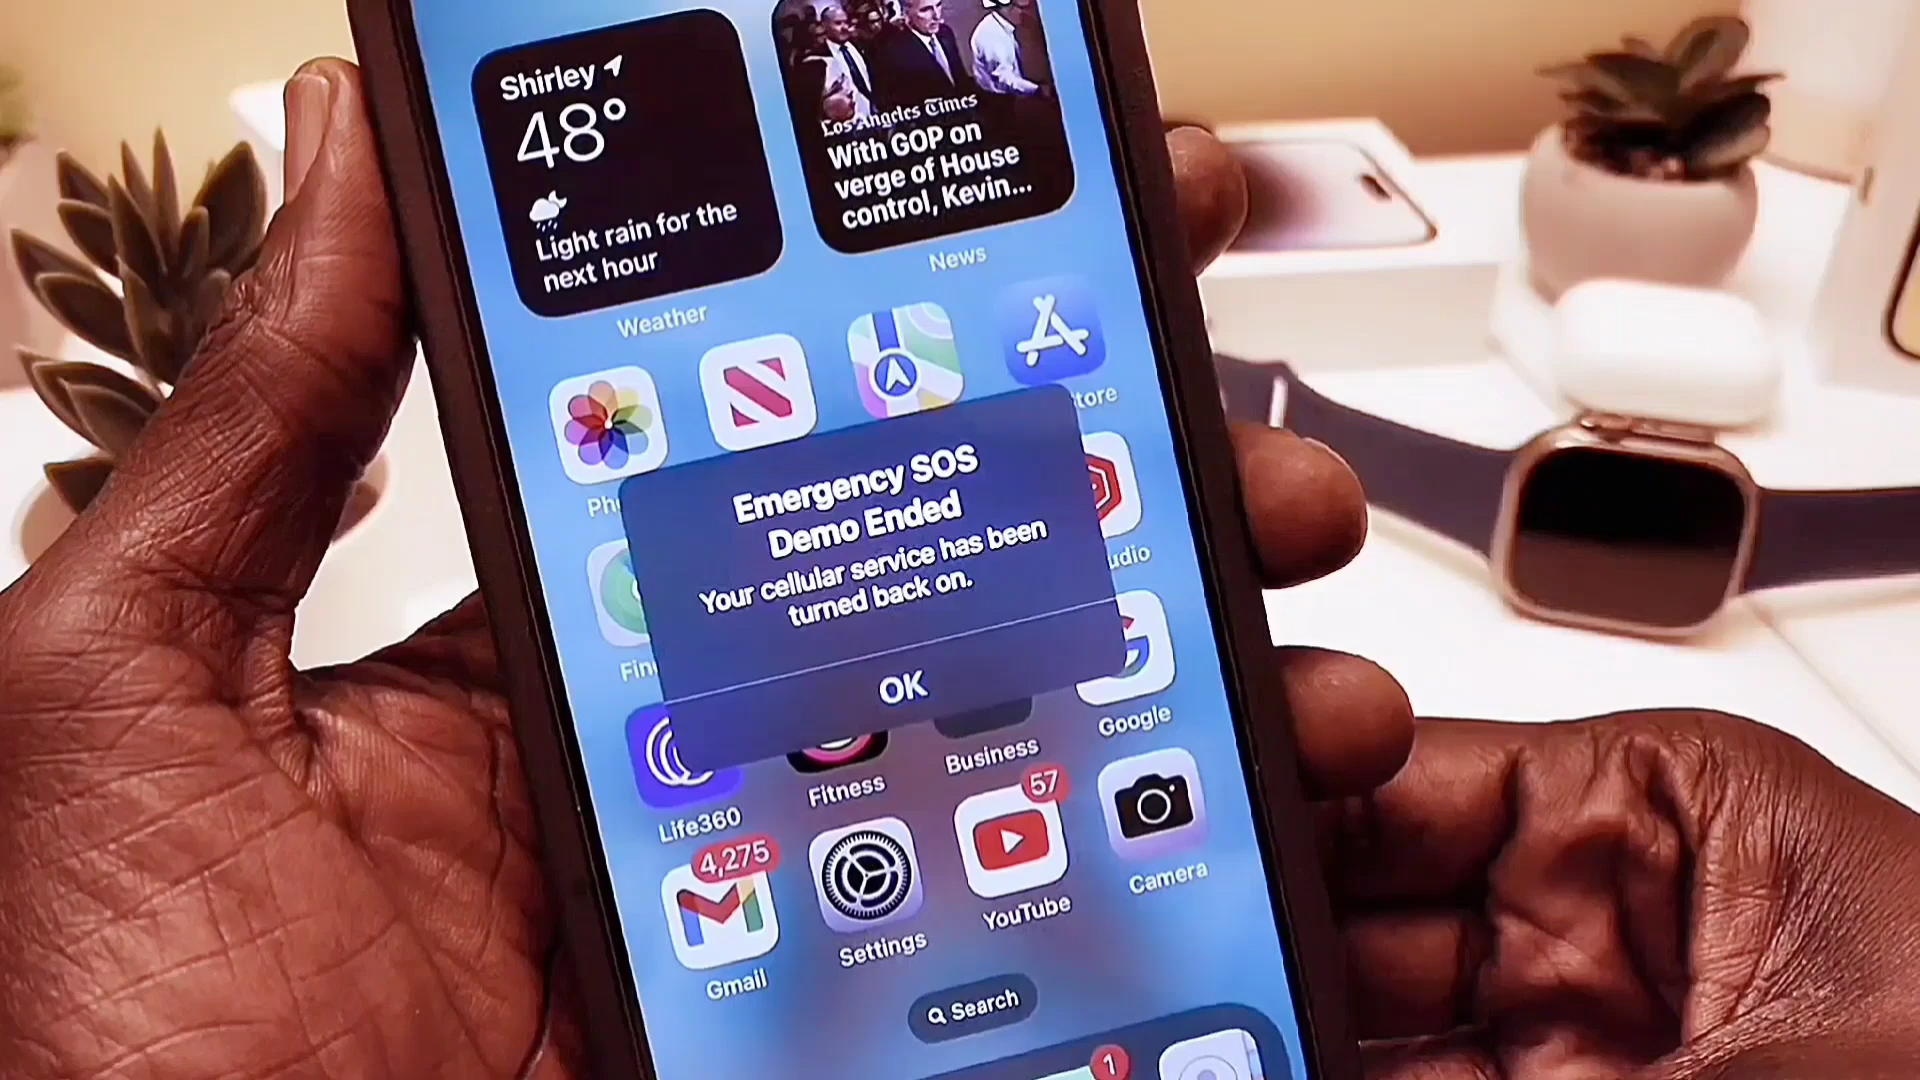 Shirley
48°
Light rain for the
next hour
Weather
Los Angeles Times
With GOP on
verge of House
control, Kevin...
News
Emergency SOS
Demo Ended
Your cellular service has been
turned back on.
OK
Life360
Fitness
Business
Google
4,275
57
Gmail
Settings
YouTube
Camera
Search
1